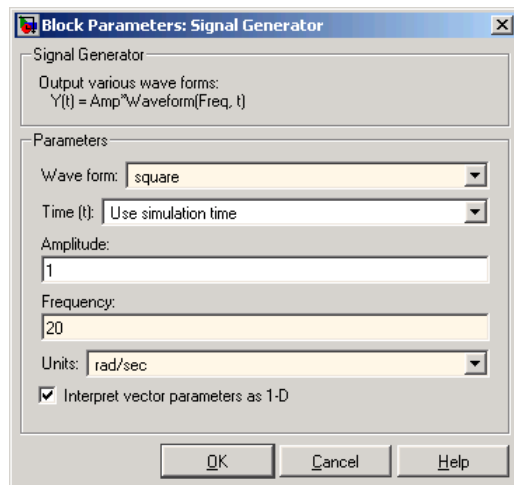 Block Parameters: Signal Generator
Signal Generator
Output various wave forms:
Y(t) = Amp*Waveform(Freq, t)
Parameters
Wave form: square
Time (t): Use simulation time
Amplitude:
1
Frequency:
20
Units: rad/sec
Interpret vector parameters as 1-D
OK Cancel Help